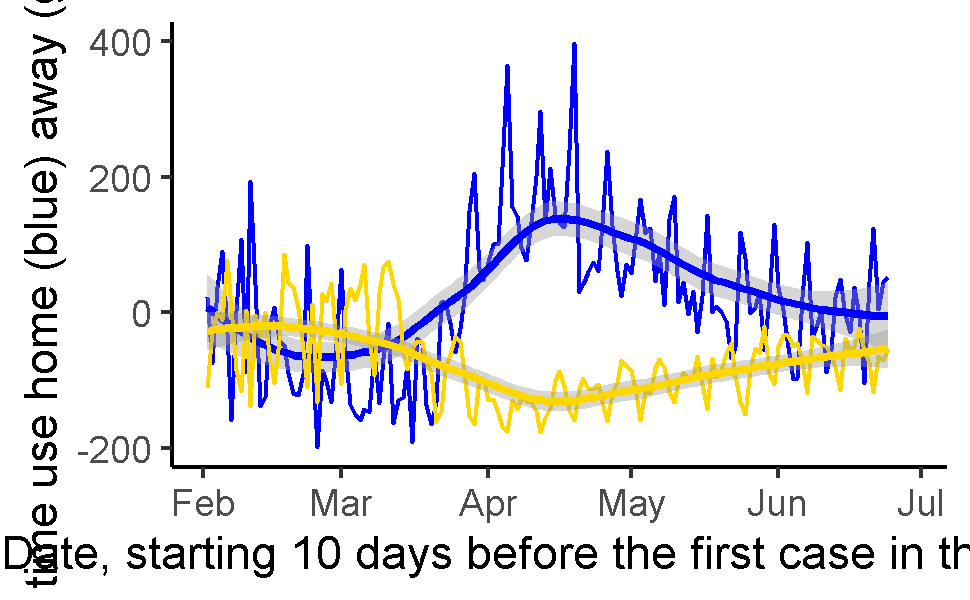 time use home (blue) away (
400
200
0
-200
Feb Mar Apr May Jun Jul
Date, starting 10 days before the first case in th